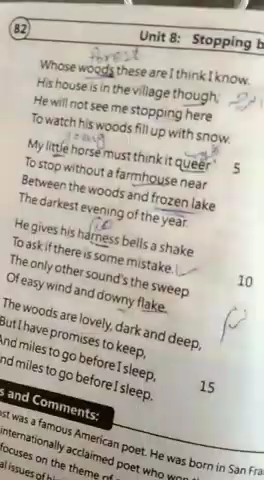 82
Unit 8: Stopping b
forest
Whose woods these are I think I know.
His house is in the village though;
He will not see me stopping here
To watch his woods fill up with snow.
My little horse must think it queer 5
To stop without a farmhouse near
Between the woods and frozen lake
The darkest evening of the year.
He gives his harness bells a shake
To ask if there is some mistake. 10
The only other sound's the sweep
Of easy wind and downy flake.
The woods are lovely, dark and deep,
But I have promises to keep,
And miles to go before I sleep, 15
nd miles to go before I sleep.
s and Comments:
ost was a famous American poet. He was born in San Fra
internationally acclaimed poet who won
focuses on the theme of
al issues of